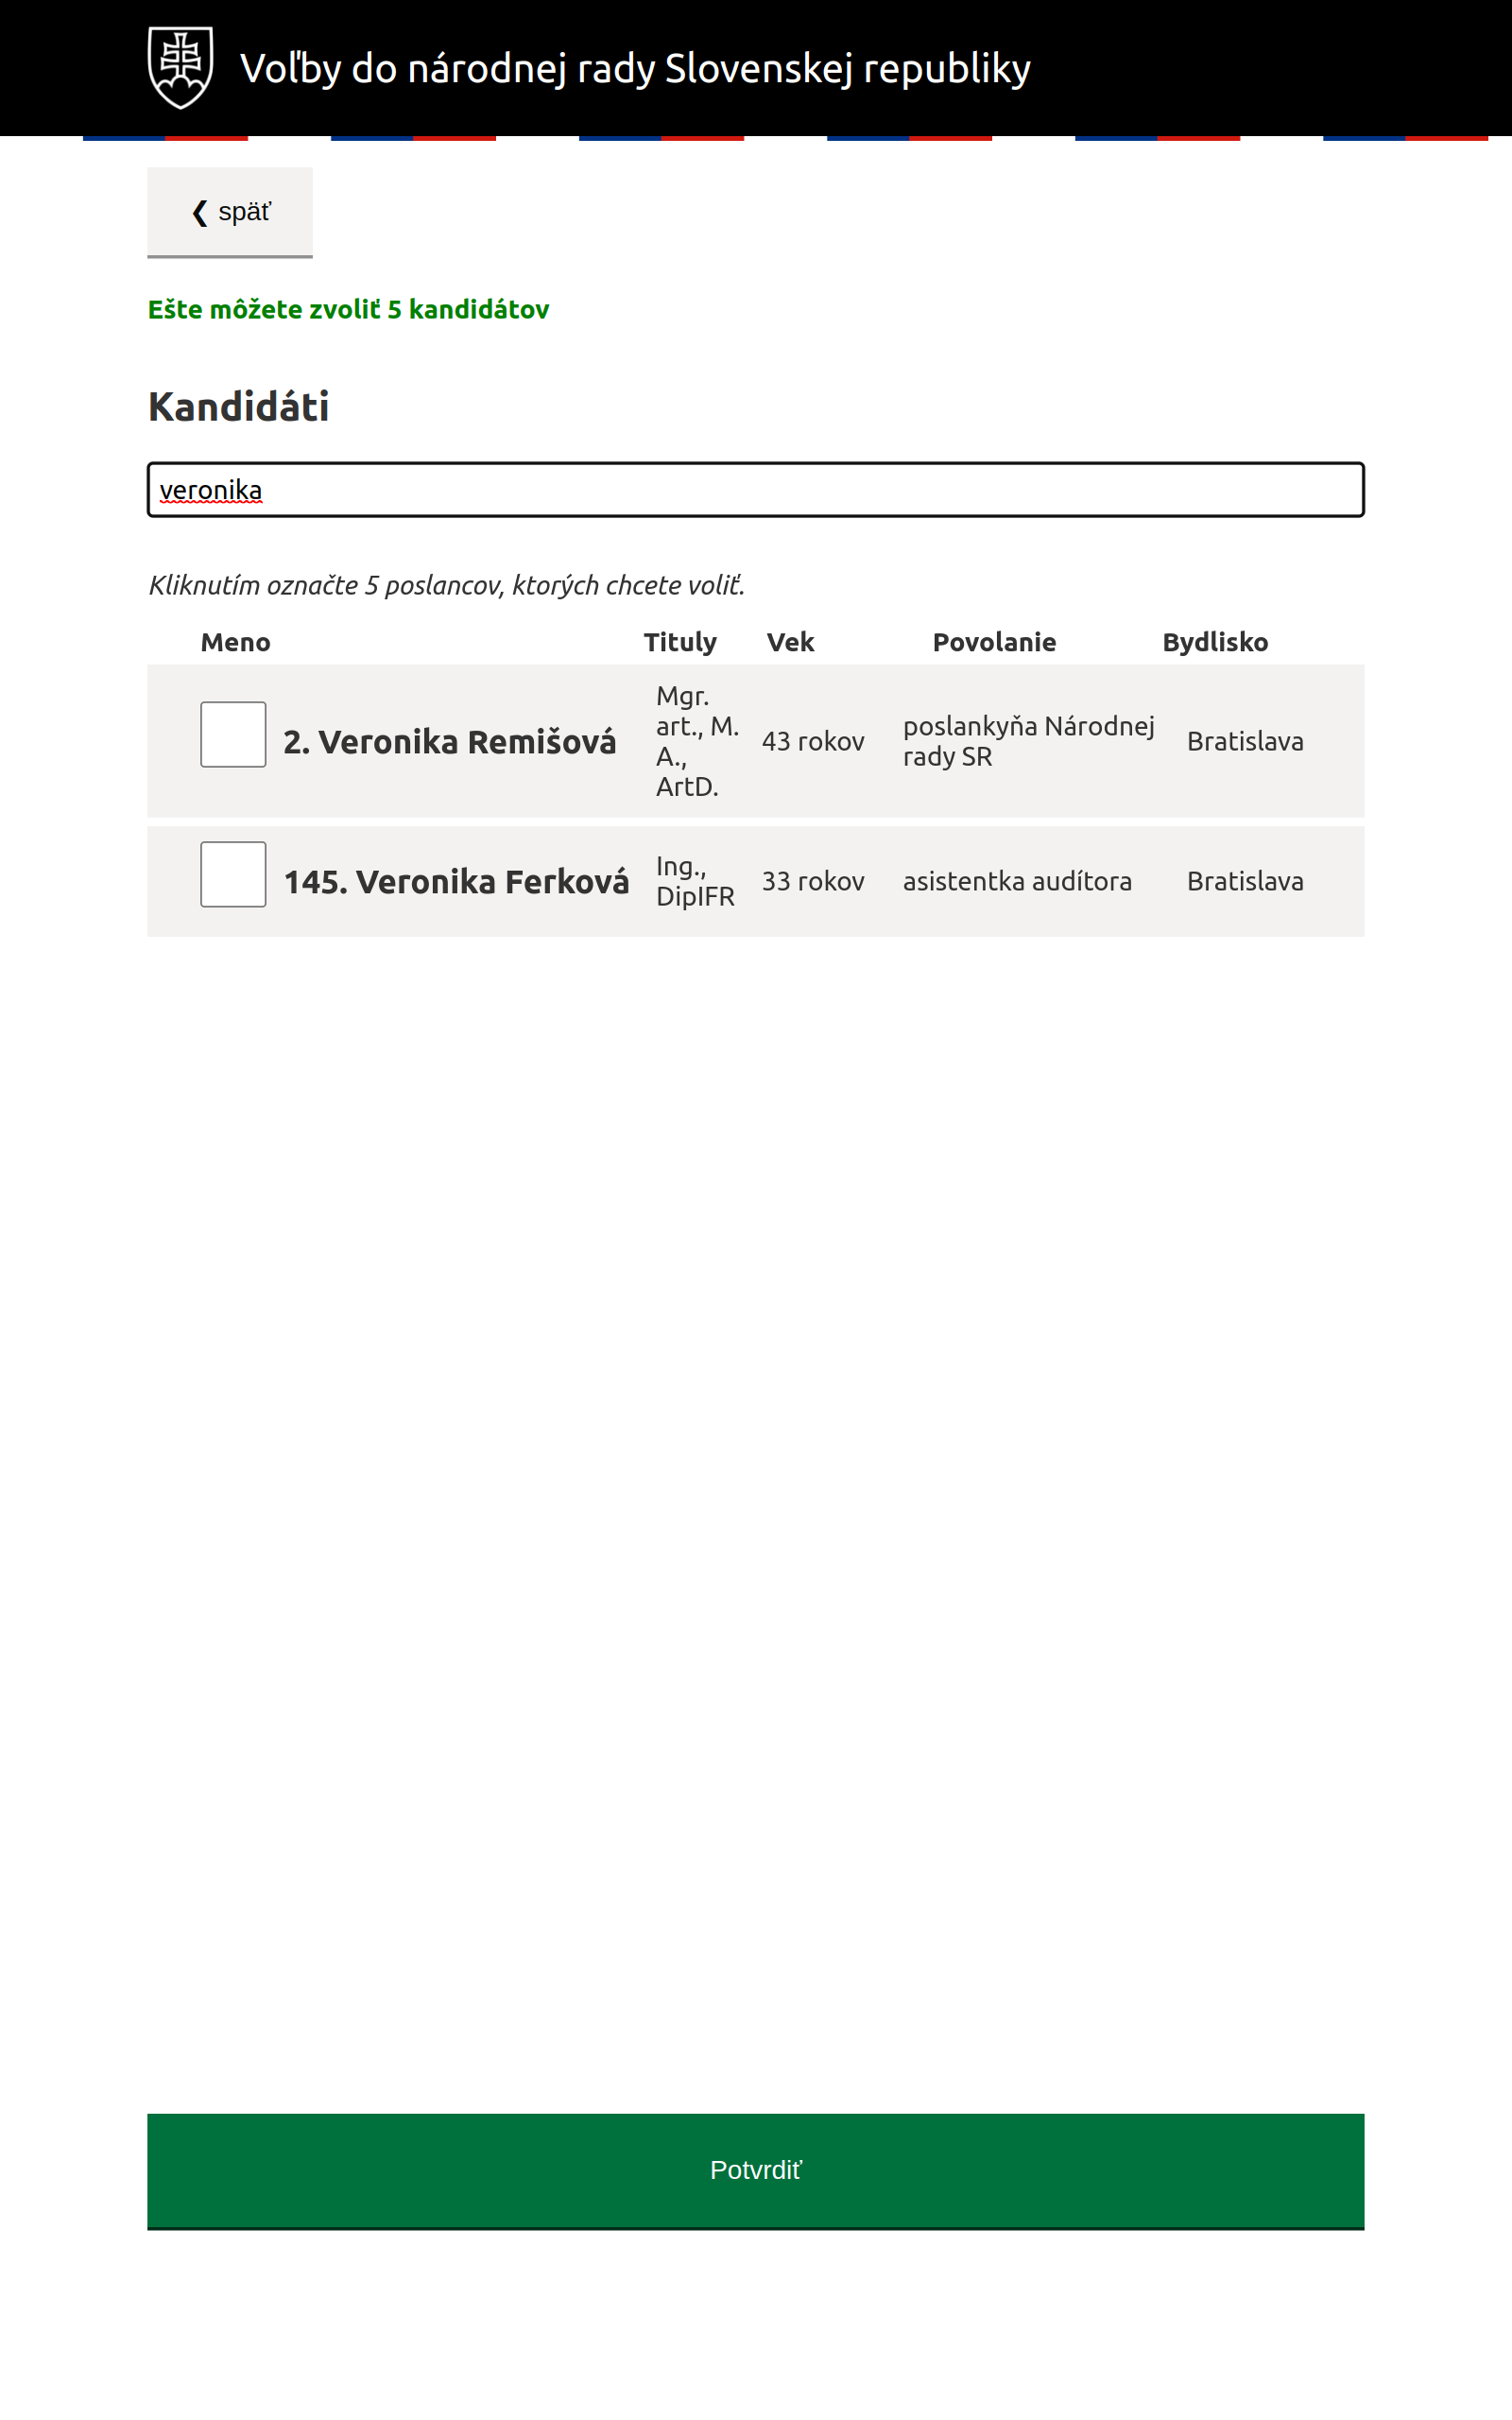 Voľby do národnej rady Slovenskej republiky
❮ späť
Ešte môžete zvoliť 5 kandidátov
Kandidáti
veronika
Kliknutím označte 5 poslancov, ktorých chcete voliť.
Meno Tituly Vek Povolanie Bydlisko
2. Veronika Remišová
Mgr.
art., M.
A.,
ArtD.
43 rokov
poslankyňa Národnej
rady SR
Bratislava
145. Veronika Ferková
Ing.,
DipIFR
33 rokov
asistentka audítora
Bratislava
Potvrdiť